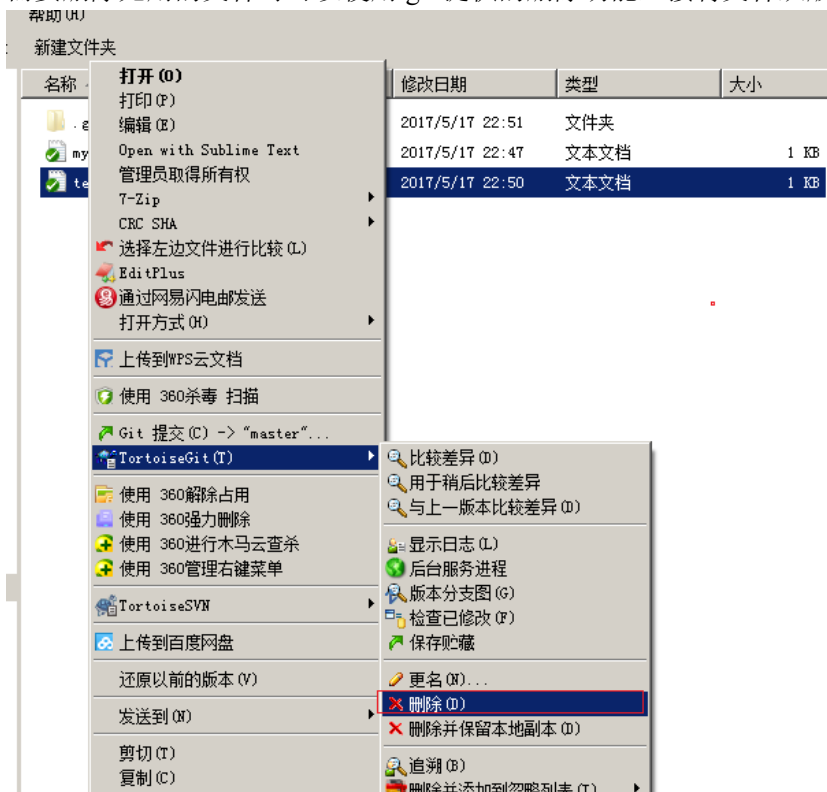 帮助(H)
新建文件夹
名称 修改日期 类型 大小
2017/5/17 22:51 文件夹
my 2017/5/17 22:47 文本文档 1 KB
te 2017/5/17 22:50 文本文档 1 KB
打开(O)
打印(P)
编辑(E)
Open with Sublime Text
管理员取得所有权
7-Zip
CRC SHA
选择左边文件进行比较(L)
EditPlus
通过网易闪电邮发送
打开方式(H)
上传到WPS云文档
使用 360杀毒 扫描
Git 提交(C) -> "master"...
TortoiseGit(T)
使用 360解除占用
使用 360强力删除
使用 360进行木马云查杀
使用 360管理右键菜单
TortoiseSVN
上传到百度网盘
还原以前的版本(V)
发送到(N)
剪切(T)
复制(C)
比较差异(D)
用于稍后比较差异
与上一版本比较差异(D)
显示日志(L)
后台服务进程
版本分支图(G)
检查已修改(F)
保存贮藏
更名(N)...
删除(D)
删除并保留本地副本(D)
追溯(B)
删除并添加到忽略列表(T)